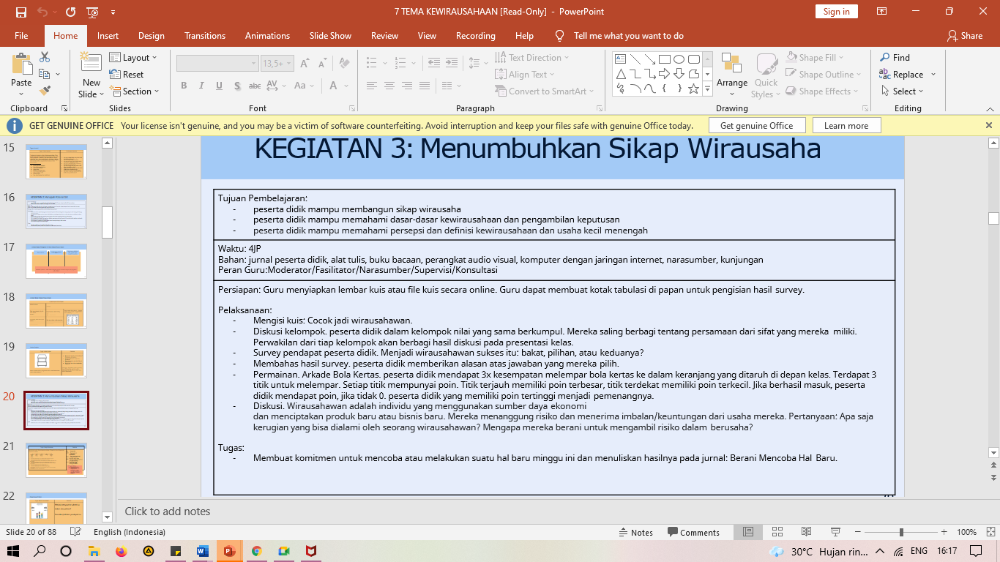 7 TEMA KEWIRAUSAHAAN [Read-Only] - PowerPoint
Sign in
File Home Insert Design Transitions Animations Slide Show Review View Recording Help Tell me what you want to do Share
Paste
New
Slide
Layout
Reset
Section
13,5+
Text Direction
Align Text
Convert to SmartArt
Arrange
Quick
Styles
Shape Fill
Shape Outline
Shape Effects
Find
Replace
Select
Clipboard Slides Font Paragraph Drawing Editing
GET GENUINE OFFICE Your license isn't genuine, and you may be a victim of software counterfeiting. Avoid interruption and keep your files safe with genuine Office today. Get genuine Office Learn more
15
16
17
18
19
20
21
22
KEGIATAN 3: Menumbuhkan Sikap Wirausaha
Tujuan Pembelajaran:
- peserta didik mampu membangun sikap wirausaha
- peserta didik mampu memahami dasar-dasar kewirausahaan dan pengambilan keputusan
- peserta didik mampu memahami persepsi dan definisi kewirausahaan dan usaha kecil menengah
Waktu: 4JP
Bahan: jurnal peserta didik, alat tulis, buku bacaan, perangkat audio visual, komputer dengan jaringan internet, narasumber, kunjungan
Peran Guru:Moderator/Fasilitator/Narasumber/Supervisi/Konsultasi
Persiapan: Guru menyiapkan lembar kuis atau file kuis secara online. Guru dapat membuat kotak tabulasi di papan untuk pengisian hasil survey.
Pelaksanaan:
- Mengisi kuis: Cocok jadi wirausahawan.
- Diskusi kelompok. peserta didik dalam kelompok nilai yang sama berkumpul. Mereka saling berbagi tentang persamaan dari sifat yang mereka miliki.
Perwakilan dari tiap kelompok akan berbagi hasil diskusi pada presentasi kelas.
- Survey pendapat peserta didik. Menjadi wirausahawan sukses itu: bakat, pilihan, atau keduanya?
- Membahas hasil survey. peserta didik memberikan alasan atas jawaban yang mereka pilih.
- Permainan. Arkade Bola Kertas. peserta didik mendapat 3x kesempatan melempar bola kertas ke dalam keranjang yang ditaruh di depan kelas. Terdapat 3
titik untuk melempar. Setiap titik mempunyai poin. Titik terjauh memiliki poin terbesar, titik terdekat memiliki poin terkecil. Jika berhasil masuk, peserta
didik mendapat poin, jika tidak 0. peserta didik yang memiliki poin tertinggi menjadi pemenangnya.
- Diskusi. Wirausahawan adalah individu yang menggunakan sumber daya ekonomi
dan menciptakan produk baru atau bisnis baru. Mereka menanggung risiko dan menerima imbalan/keuntungan dari usaha mereka. Pertanyaan: Apa saja
kerugian yang bisa dialami oleh seorang wirausahawan? Mengapa mereka berani untuk mengambil risiko dalam berusaha?
Tugas:
- Membuat komitmen untuk mencoba atau melakukan suatu hal baru minggu ini dan menuliskan hasilnya pada jurnal: Berani Mencoba Hal Baru.
Click to add notes
Slide 20 of 88 English (Indonesia) Notes Comments 100%
30°C Hujan rin... ENG 16:17